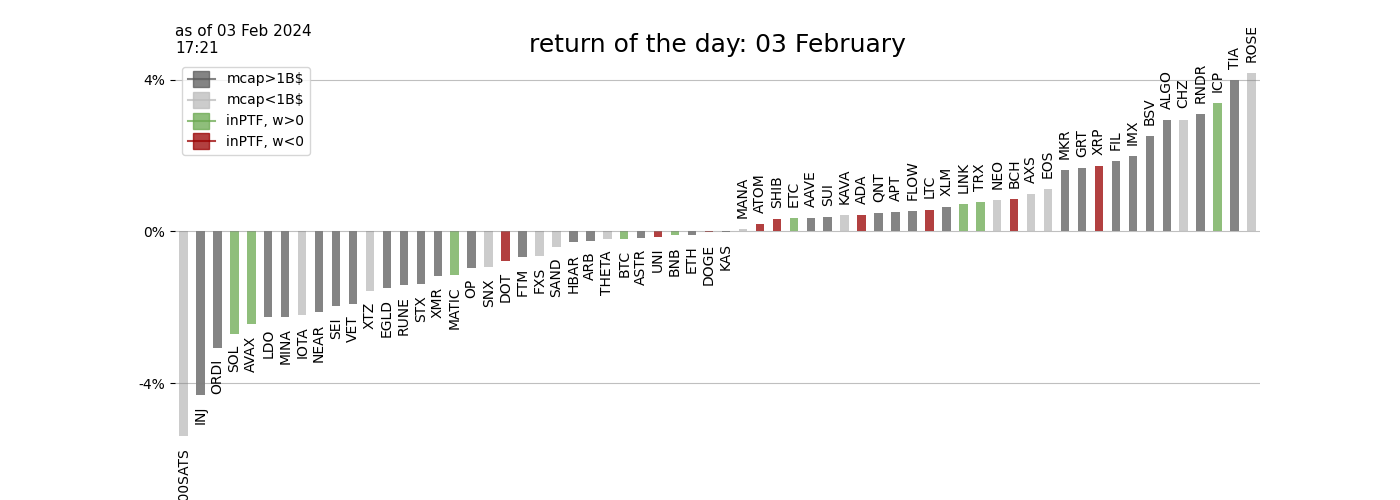 as of 03 Feb 2024
17:21
return of the day: 03 February
mcap>1B$
mcap<1B$
inPTF, w>0
inPTF, w<0
4%
0%
-4%
00SATS
INJ
ORDI
SOL
AVAX
LDO
MINA
IOTA
NEAR
SEI
VET
XTZ
EGLD
RUNE
STX
XMR
MATIC
OP
SNX
DOT
FTM
FXS
SAND
HBAR
ARB
THETA
BTC
ASTR
UNI
BNB
ETH
DOGE
KAS
MANA
ATOM
SHIB
ETC
AAVE
SUI
KAVA
ADA
QNT
APT
FLOW
LTC
XLM
LINK
TRX
NEO
BCH
AXS
EOS
MKR
GRT
XRP
FIL
IMX
BSV
ALGO
CHZ
RNDR
ICP
TIA
ROSE